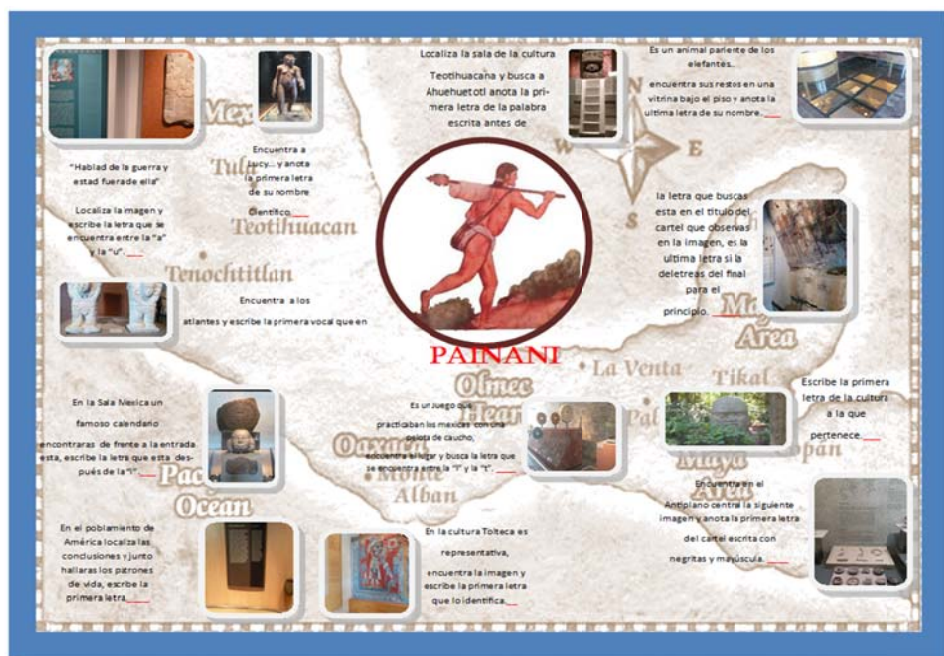 "Hablad de la guerra y
estad fuera de ella"
Localiza la imagen y
escribe la letra que se
encuentra entre la "a"
y la "u". ___
Encuentra a
Lucy... y anota
la primera letra
de su nombre
científico. ___
Localiza la sala de la cultura
Teotihuacana y busca a
Ahuehuetotl anota la pri-
mera letra de la palabra
escrita antes de
Es un animal pariente de los
elefantes..
encuentra sus restos en una
vitrina bajo el piso y anota la
ultima letra de su nombre. ___
N
W
E
S
la letra que buscas
esta en el titulo del
cartel que observas
en la imagen, es la
ultima letra si la
deletreas del final
para el
principio. ___
Tula
Teotihuacan
Tenochtitlan
Encuentra a los
atlantes y escribe la primera vocal que en
PAINANI
Olmec
Maya
Area
La Venta
Tikal
En la Sala Mexica un
famoso calendario
encontraras de frente a la entrada
esta, escribe la letra que esta des-
pués de la "i". ___
Es un juego que
practicaban los mexicas con una
pelota de caucho,
encuentra el lugar y busca la letra que
se encuentra entre la "l" y la "t". ___
Escribe la primera
letra de la cultura
a la que
pertenece. ___
Oaxaca
Monte
Alban
Ocean
Maya
Area
Encuentra en el
Antiplano central la siguiente
imagen y anota la primera letra
del cartel escrita con
negritas y mayúscula. ___
En el poblamiento de
América localiza las
conclusiones y junto
hallaras los patrones
de vida, escribe la
primera letra. ___
En la cultura Tolteca es
representativa,
encuentra la imagen y
escribe la primera letra
que lo identifica. ___